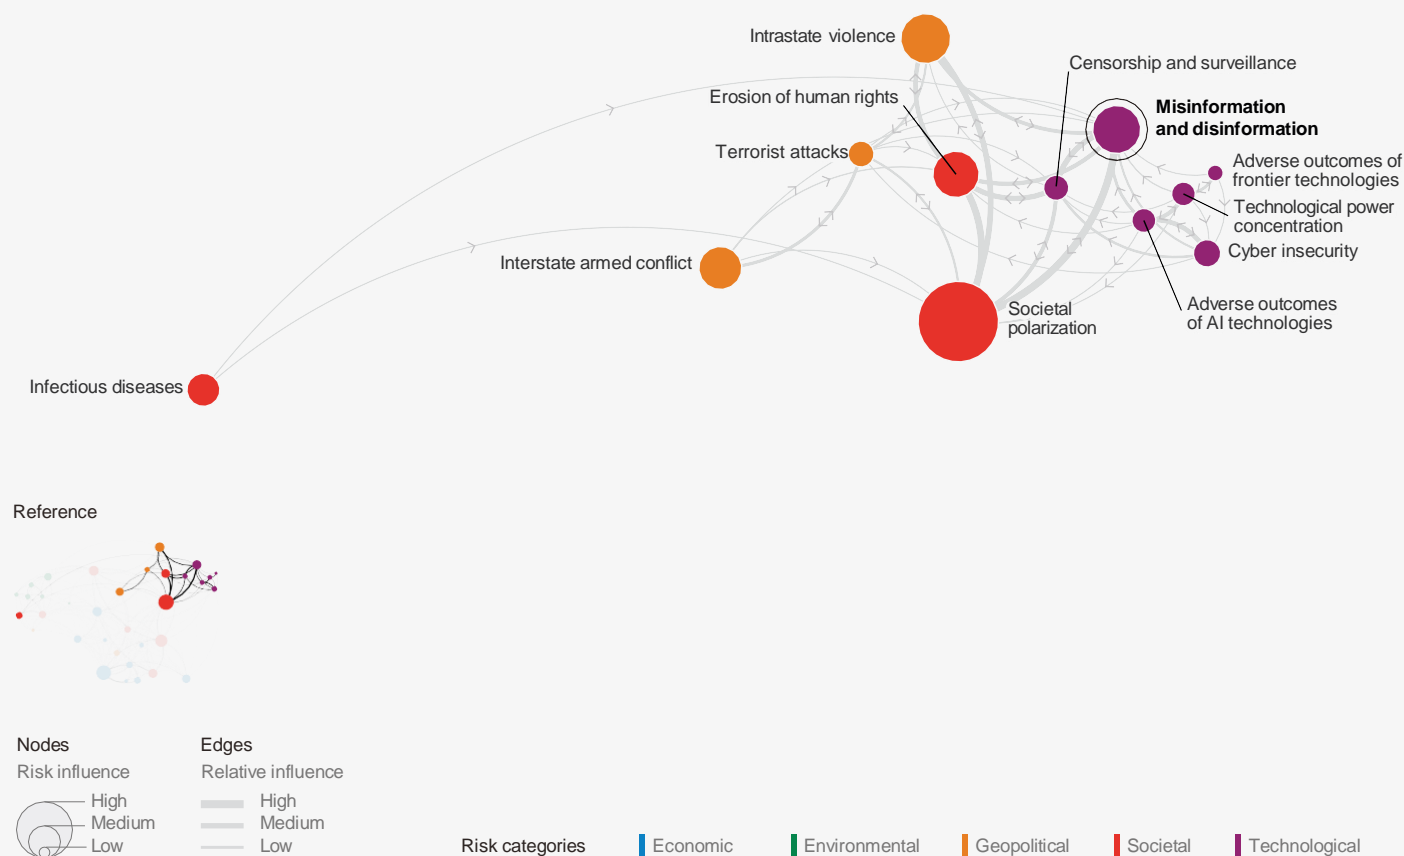 Intrastate violence
Censorship and surveillance
Erosion of human rights
Misinformation
and disinformation
Terrorist attacks
Adverse outcomes of
frontier technologies
Technological power
concentration
Cyber insecurity
Interstate armed conflict
Adverse outcomes
of AI technologies
Societal
polarization
Infectious diseases
Reference
Nodes
Risk influence
High
Medium
Low
Edges
Relative influence
High
Medium
Low
Risk categories
Economic
Environmental
Geopolitical
Societal
Technological